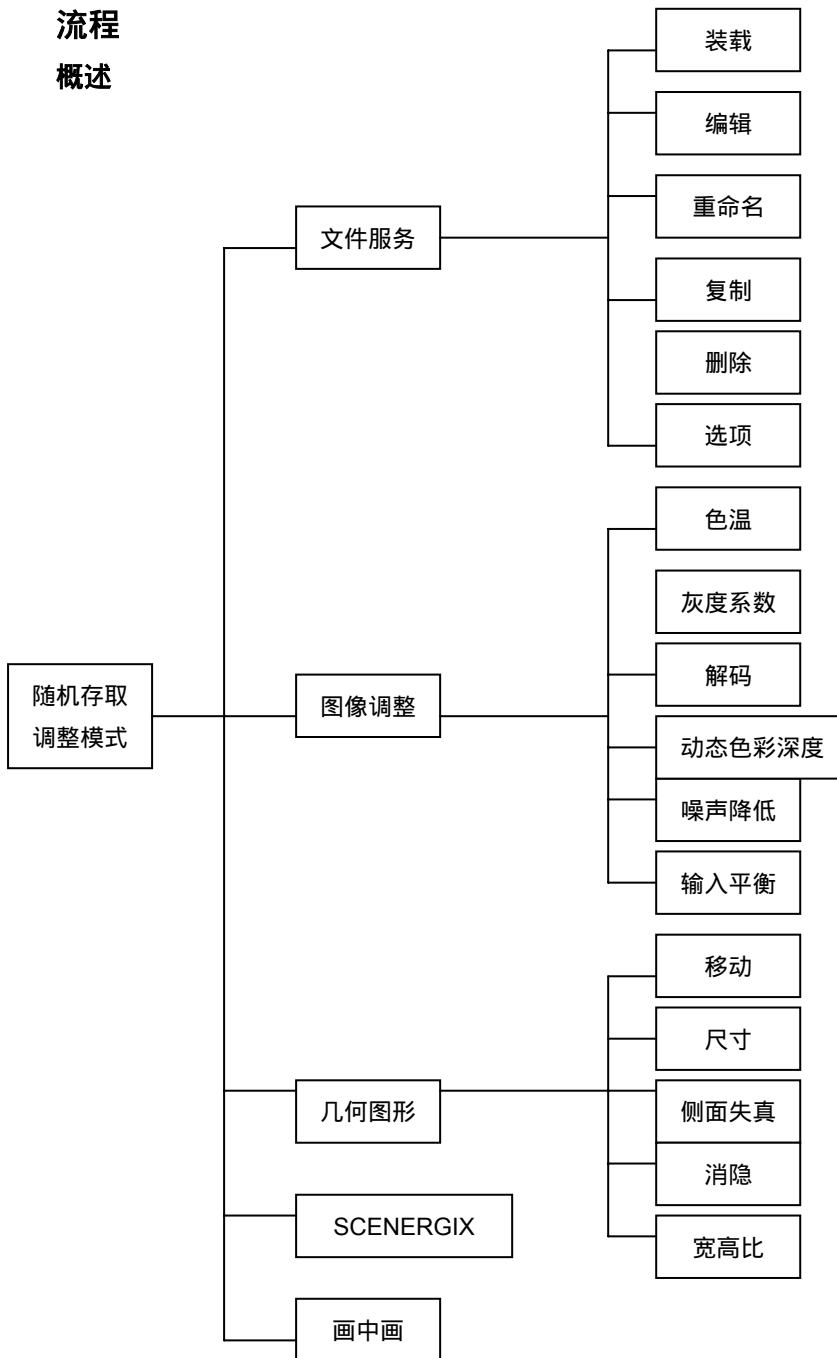 流程
概述
装载
编辑
重命名
文件服务
复制
删除
选项
色温
灰度系数
随机存取
调整模式
图像调整
解码
动态色彩深度
噪声降低
输入平衡
移动
尺寸
几何图形
侧面失真
消隐
SCENERGIX
宽高比
画中画